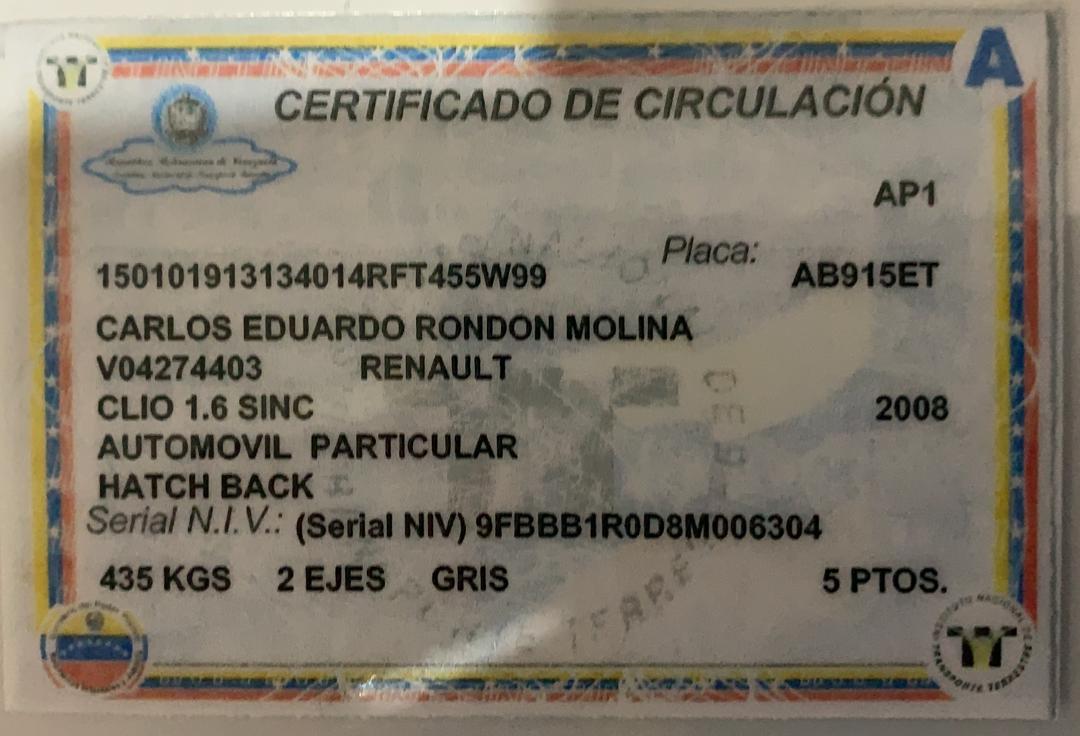 A
CERTIFICADO DE CIRCULACIÓN
AP1
Placa:
150101913134014RFT455W99 AB915ET
CARLOS EDUARDO RONDON MOLINA
V04274403 RENAULT
CLIO 1.6 SINC 2008
AUTOMOVIL PARTICULAR
HATCH BACK
Serial N.I.V.: (Serial NIV) 9FBBB1R0D8M006304
435 KGS 2 EJES GRIS 5 PTOS.
INSTITUTO NACIONAL DE TRANSPORTE TERRESTRE